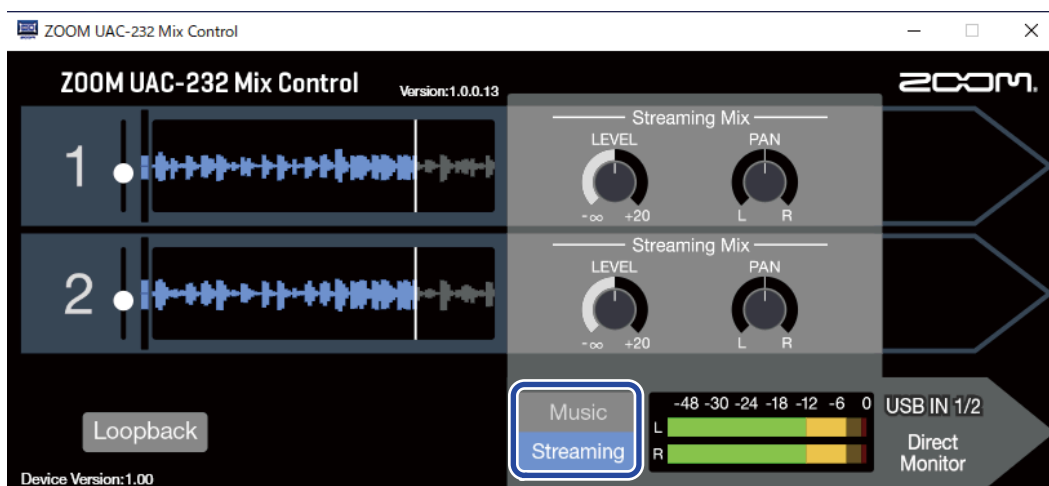 ZOOM UAC-232 Mix Control
ZOOM UAC-232 Mix Control
Version:1.0.0.13
ZOOM.
1
Streaming Mix
LEVEL PAN
-∞ +20 L R
2
Streaming Mix
LEVEL PAN
-∞ +20 L R
Music
Streaming
-48 -30 -24 -18 -12 -6 0
L
R
USB IN 1/2
Direct
Monitor
Loopback
Device Version:1.00